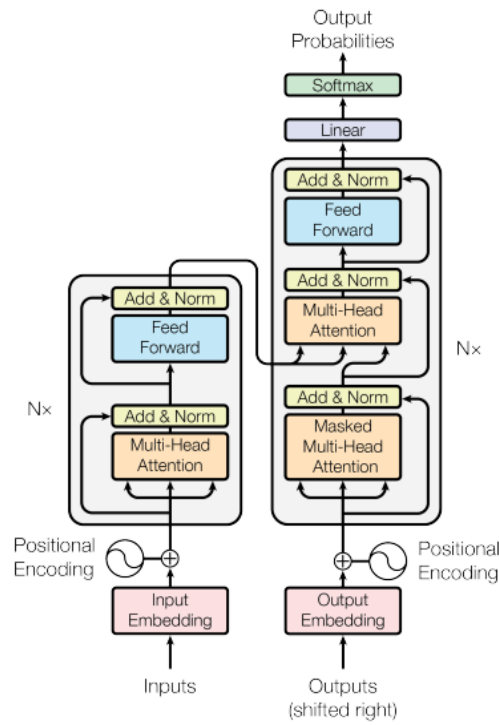 Output
Probabilities
Softmax
Linear
Add & Norm
Feed
Forward
Add & Norm
Multi-Head
Attention
Nx
Add & Norm
Masked
Multi-Head
Attention
Add & Norm
Feed
Forward
Nx
Add & Norm
Multi-Head
Attention
Positional
Encoding
Positional
Encoding
Input
Embedding
Output
Embedding
Inputs
Outputs
(shifted right)